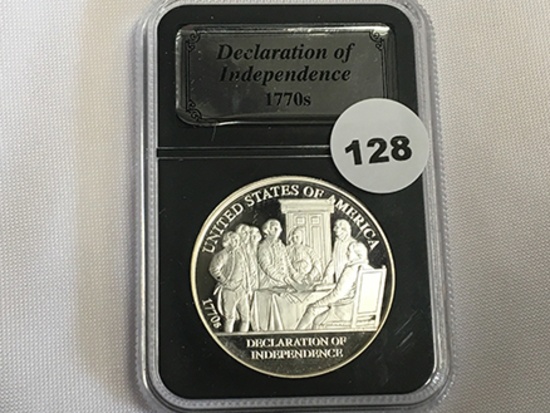 Declaration of
Independence
1770s
128
UNITED STATES OF AMERICA
1770s
DECLARATION OF
INDEPENDENCE